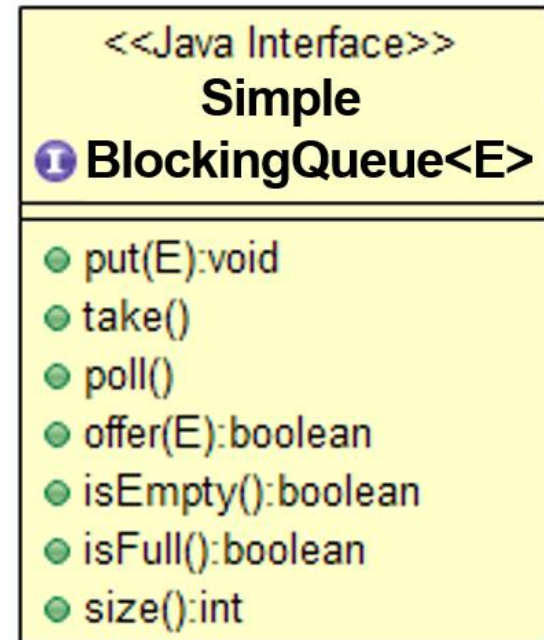 <<Java Interface>>
Simple
I BlockingQueue<E>
put(E):void
take()
poll()
offer(E):boolean
isEmpty():boolean
isFull():boolean
size():int